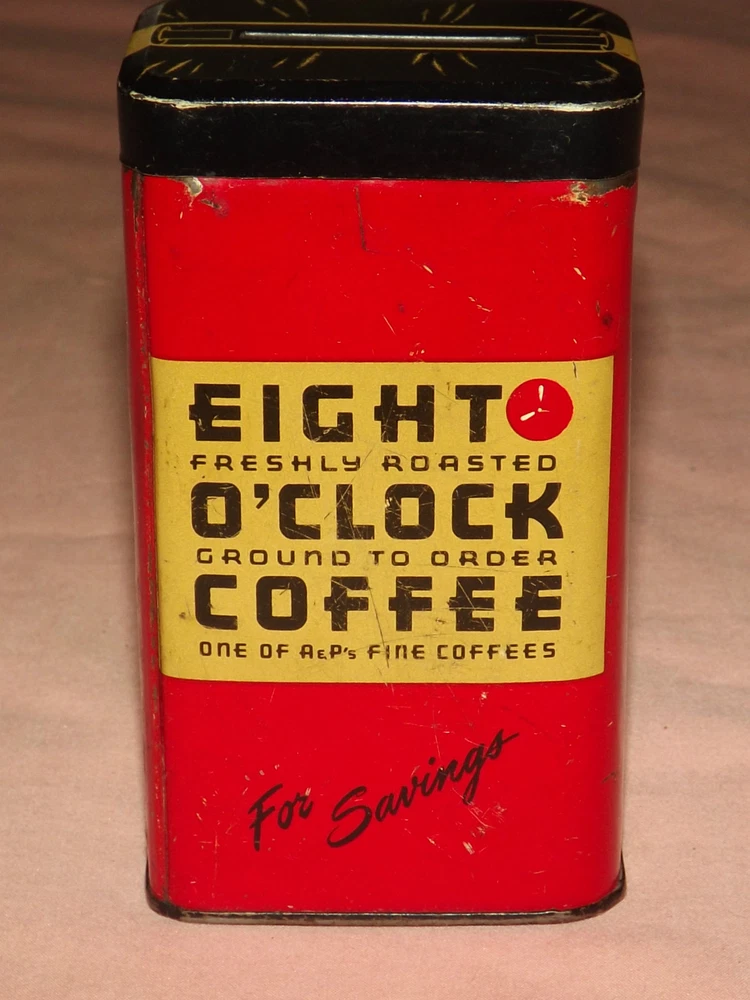 EIGHT
FRESHLY ROASTED
O'CLOCK
GROUND TO ORDER
COFFEE
ONE OF A&P's FINE COFFEES
For Savings